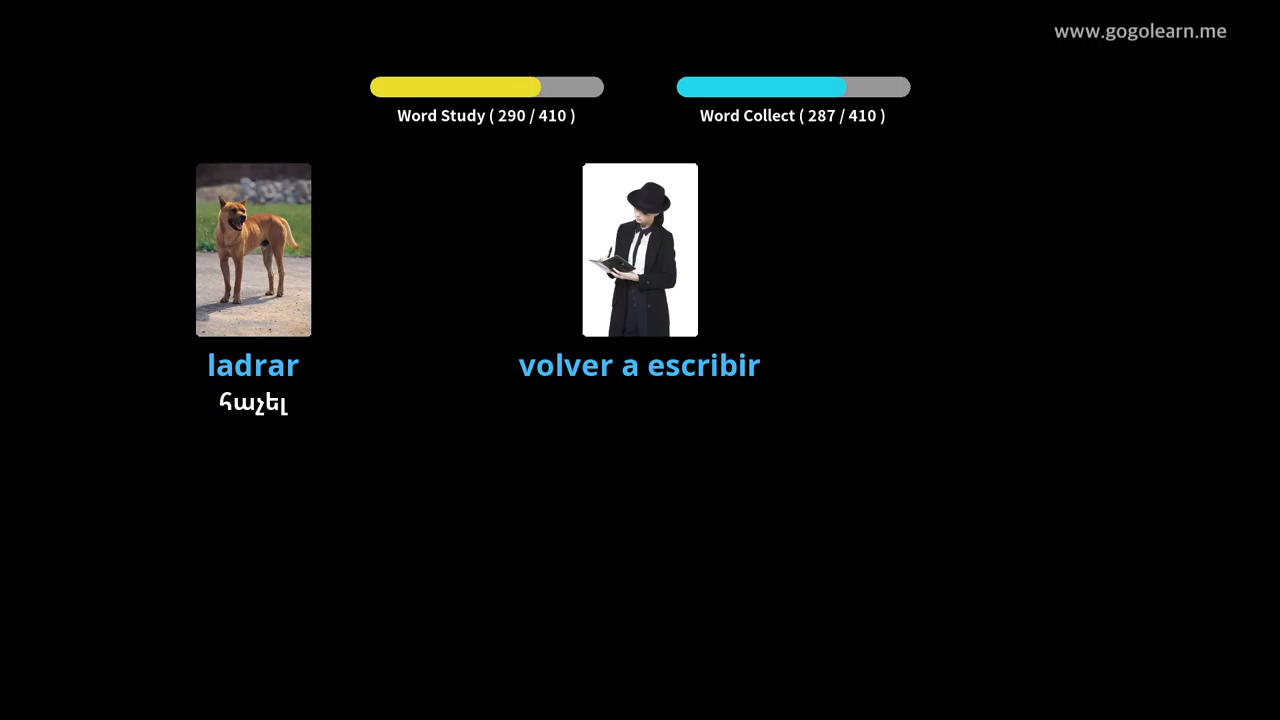 www.gogolearn.me
Word Study ( 290 / 410 )
Word Collect ( 287 / 410 )
ladrar
հաչել
volver a escribir